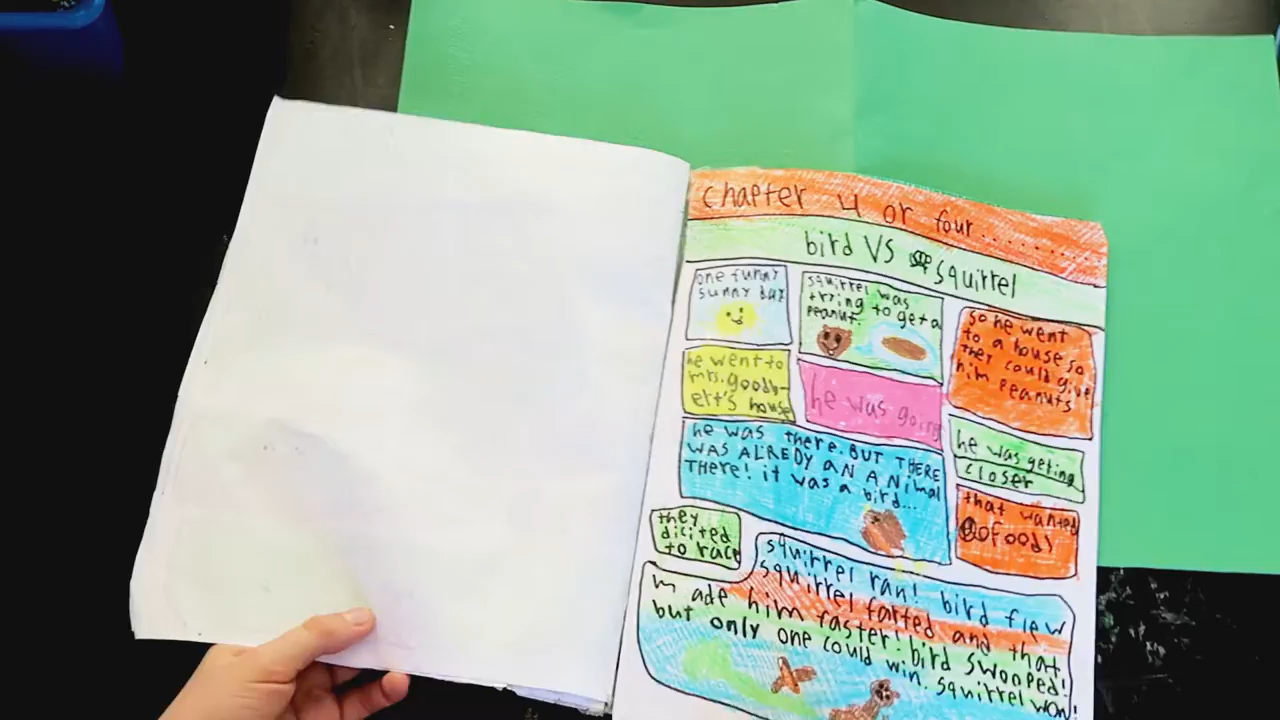 chapter 4 or four........
bird VS squirrel
one funny
sunny day
squirrel was
trying to get a
peanut.
so he went
to a house so
they could give
him peanuts
he went to
mrs.goodh-
ert's house
he was going
he was geting
closer
he was there. BUT THERE
WAS ALREDY AN ANimal
THERE! it was a bird...
that wanted
foods
they
dicited
to race
squirrel ran! bird flew
squirrel farted and that
made him faster! bird swooped!
but only one could win. squirrel won!